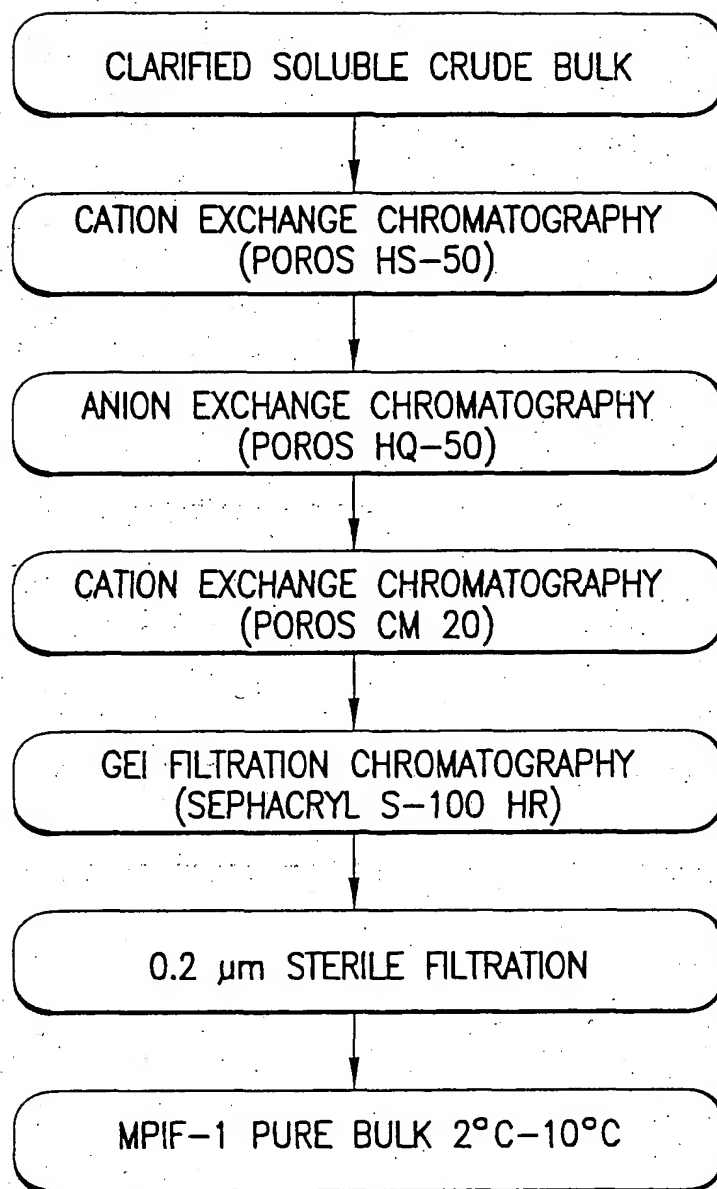 CLARIFIED SOLUBLE CRUDE BULK
CATION EXCHANGE CHROMATOGRAPHY
(POROS HS-50)
ANION EXCHANGE CHROMATOGRAPHY
(POROS HQ-50)
CATION EXCHANGE CHROMATOGRAPHY
(POROS CM 20)
GEI FILTRATION CHROMATOGRAPHY
(SEPHACRYL S-100 HR)
0.2 µm STERILE FILTRATION
MPIF-1 PURE BULK 2°C-10°C